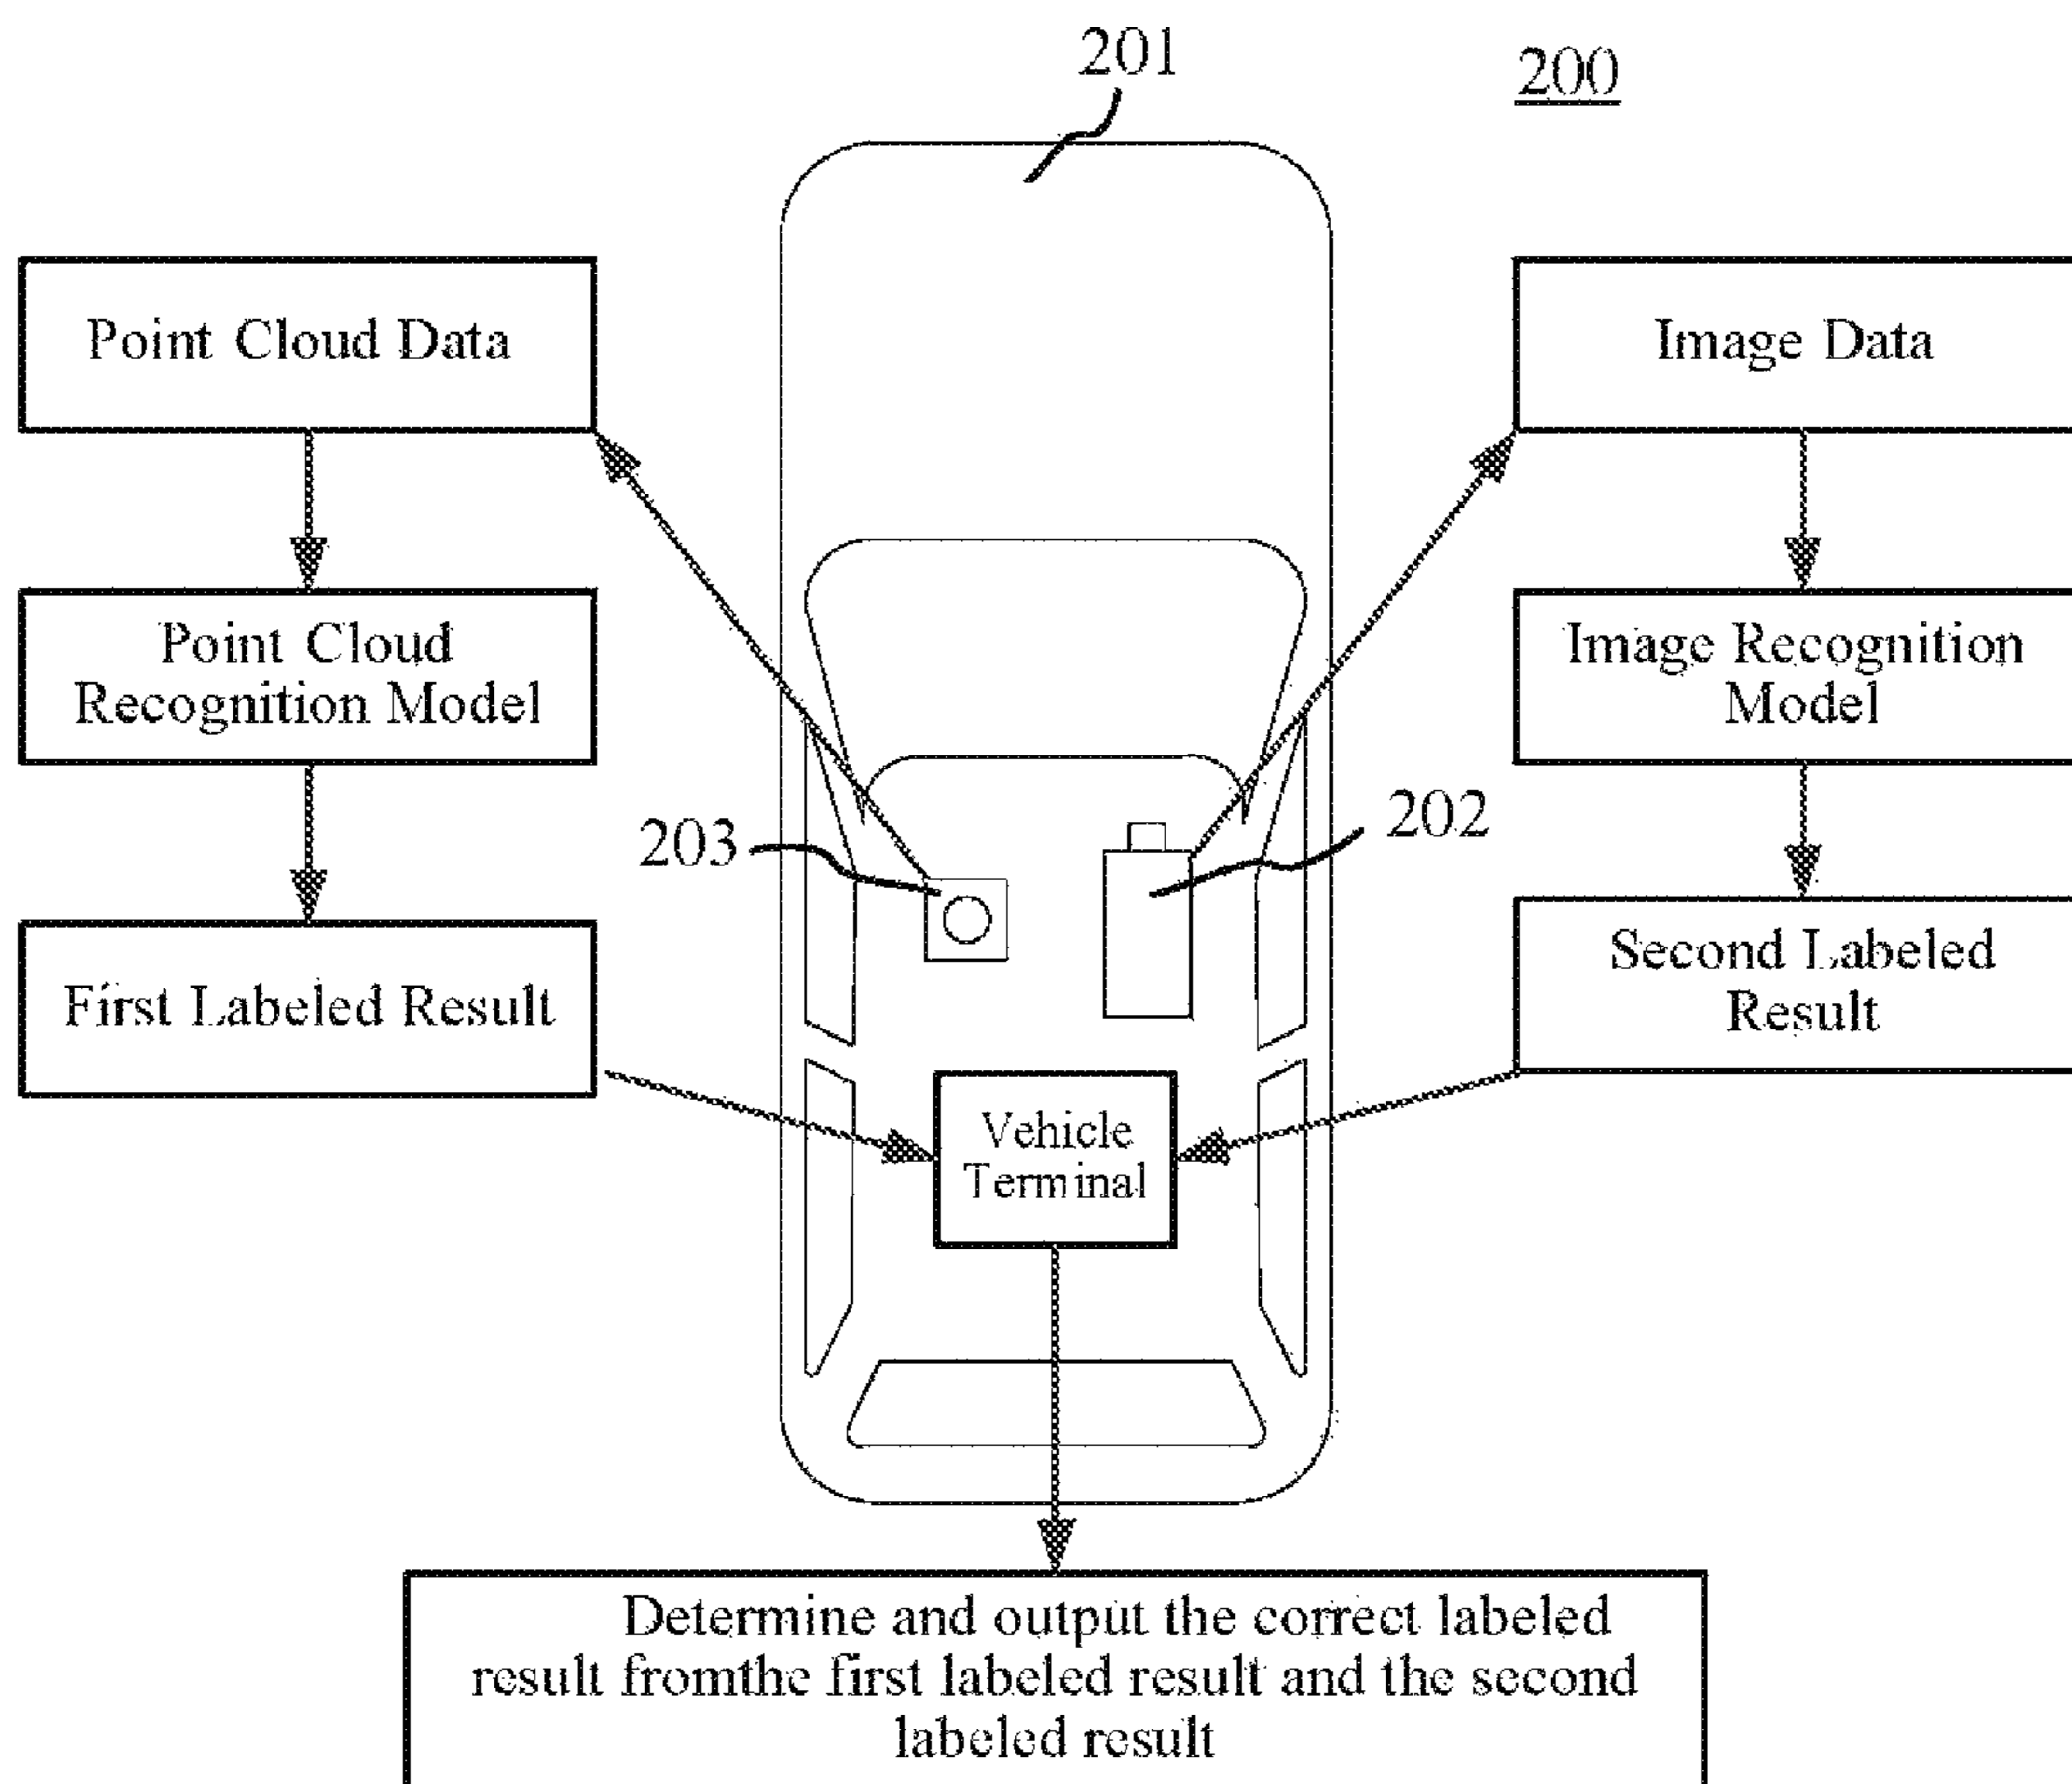 201
200
Point Cloud Data
Image Data
Point Cloud
Recognition Model
Image Recognition
Model
203
202
First Labeled Result
Second Labeled
Result
Vehicle
Terminal
Determine and output the correct labeled
result fromthe first labeled result and the second
labeled result